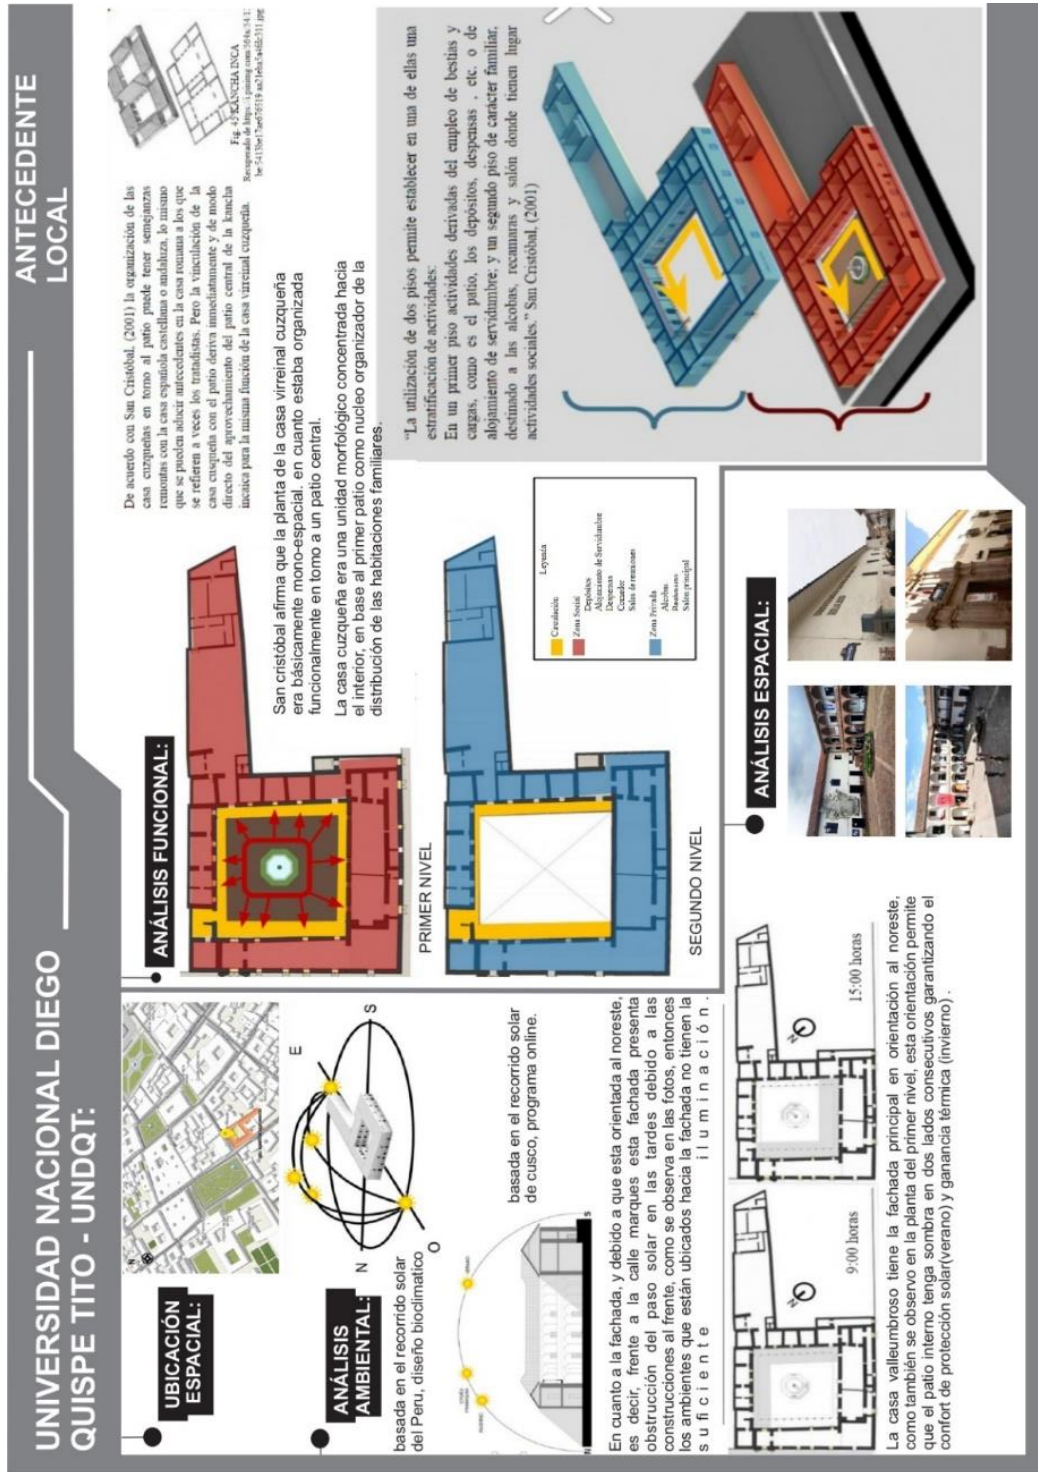 UNIVERSIDAD NACIONAL DIEGO
QUISPE TITO - UNDQT:
ANTECEDENTE
LOCAL
UBICACIÓN
ESPACIAL:
N
ANÁLISIS
AMBIENTAL:
basada en el recorrido solar
del Peru, diseño bioclimatico
E
S
N
O
basada en el recorrido solar
de cusco, programa online.
VERANO
INVIERNO
N
S
En cuanto a la fachada, y debido a que esta orientada al noreste,
es decir, frente a la calle marques esta fachada presenta
obstrucción del paso solar en las tardes debido a las
construcciones al frente, como se observa en las fotos, entonces
los ambientes que están ubicados hacia la fachada no tienen la
suficiente iluminación.
N
9:00 horas
N
15:00 horas
La casa valleumbroso tiene la fachada principal en orientación al noreste,
como también se observo en la planta del primer nivel, esta orientación permite
que el patio interno tenga sombra en dos lados consecutivos garantizando el
confort de protección solar(verano) y ganancia térmica (invierno) .
ANÁLISIS FUNCIONAL:
PRIMER NIVEL
SEGUNDO NIVEL
De acuerdo con San Cristóbal, (2001) la organización de las
casa cuzqueñas en torno al patio puede tener semejanzas
remotas con la casa española castellana o andaluza, lo mismo
que se pueden aducir antecedentes en la casa romana a los que
se refieren a veces los tratadistas. Pero la vinculación de la
casa cusqueña con el patio deriva inmediatamente y de modo
directo del aprovechamiento del patio central de la kancha
incaica para la misma función de la casa virreinal cuzqueña.
Fig. 45 KANCHA INCA
Recuperado de
San cristóbal afirma que la planta de la casa virreinal cuzqueña
era básicamente mono-espacial. en cuanto estaba organizada
funcionalmente en torno a un patio central.
La casa cuzqueña era una unidad morfológico concentrada hacia
el interior, en base al primer patio como nucleo organizador de la
distribución de las habitaciones familiares.
Leyenda
Circulación
Zona Social
Depósitos
Alojamiento de Servidumbre
Despensas
Comedor
Salas de reuniones
Zona Privada
Alcobas
Salón principal
"La utilización de dos pisos permite establecer en una de ellas una
estratificación de actividades:
En un primer piso actividades derivadas del empleo de bestias y
cargas, como es el patio, los depósitos, despensas , etc. o de
alojamiento de servidumbre; y un segundo piso de carácter familiar,
destinado a las alcobas, recamaras y salón donde tienen lugar
actividades sociales." San Cristóbal, (2001)
ANÁLISIS ESPACIAL: